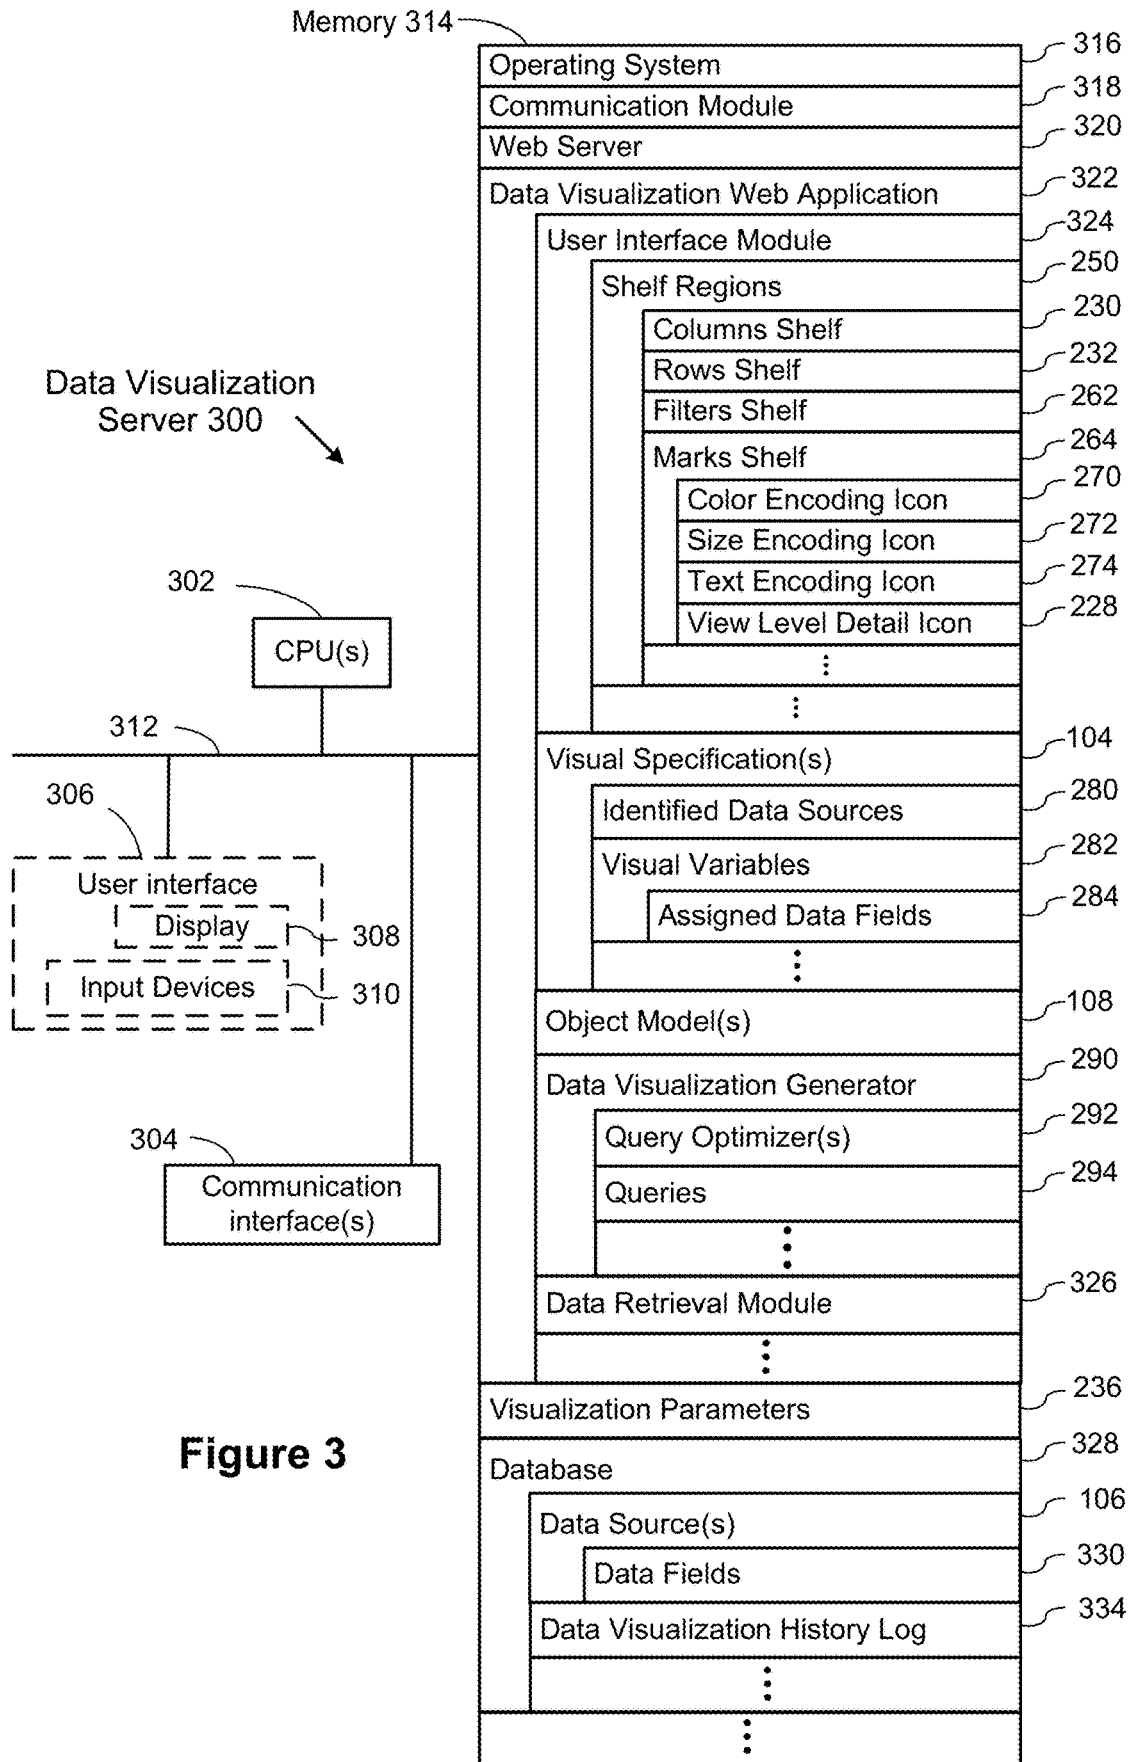 Memory 314
Operating System
316
Communication Module
318
Web Server
320
Data Visualization Web Application
322
User Interface Module
324
Shelf Regions
250
Columns Shelf
230
Rows Shelf
232
Filters Shelf
262
Marks Shelf
264
Color Encoding Icon
270
Size Encoding Icon
272
Text Encoding Icon
274
View Level Detail Icon
228
Visual Specification(s)
104
Identified Data Sources
280
Visual Variables
282
Assigned Data Fields
284
Object Model(s)
108
Data Visualization Generator
290
Query Optimizer(s)
292
Queries
294
Data Retrieval Module
326
Visualization Parameters
236
Database
328
Data Source(s)
106
Data Fields
330
Data Visualization History Log
334
Data Visualization
Server 300
302
CPU(s)
312
306
User interface
Display
308
Input Devices
310
304
Communication
interface(s)
Figure 3